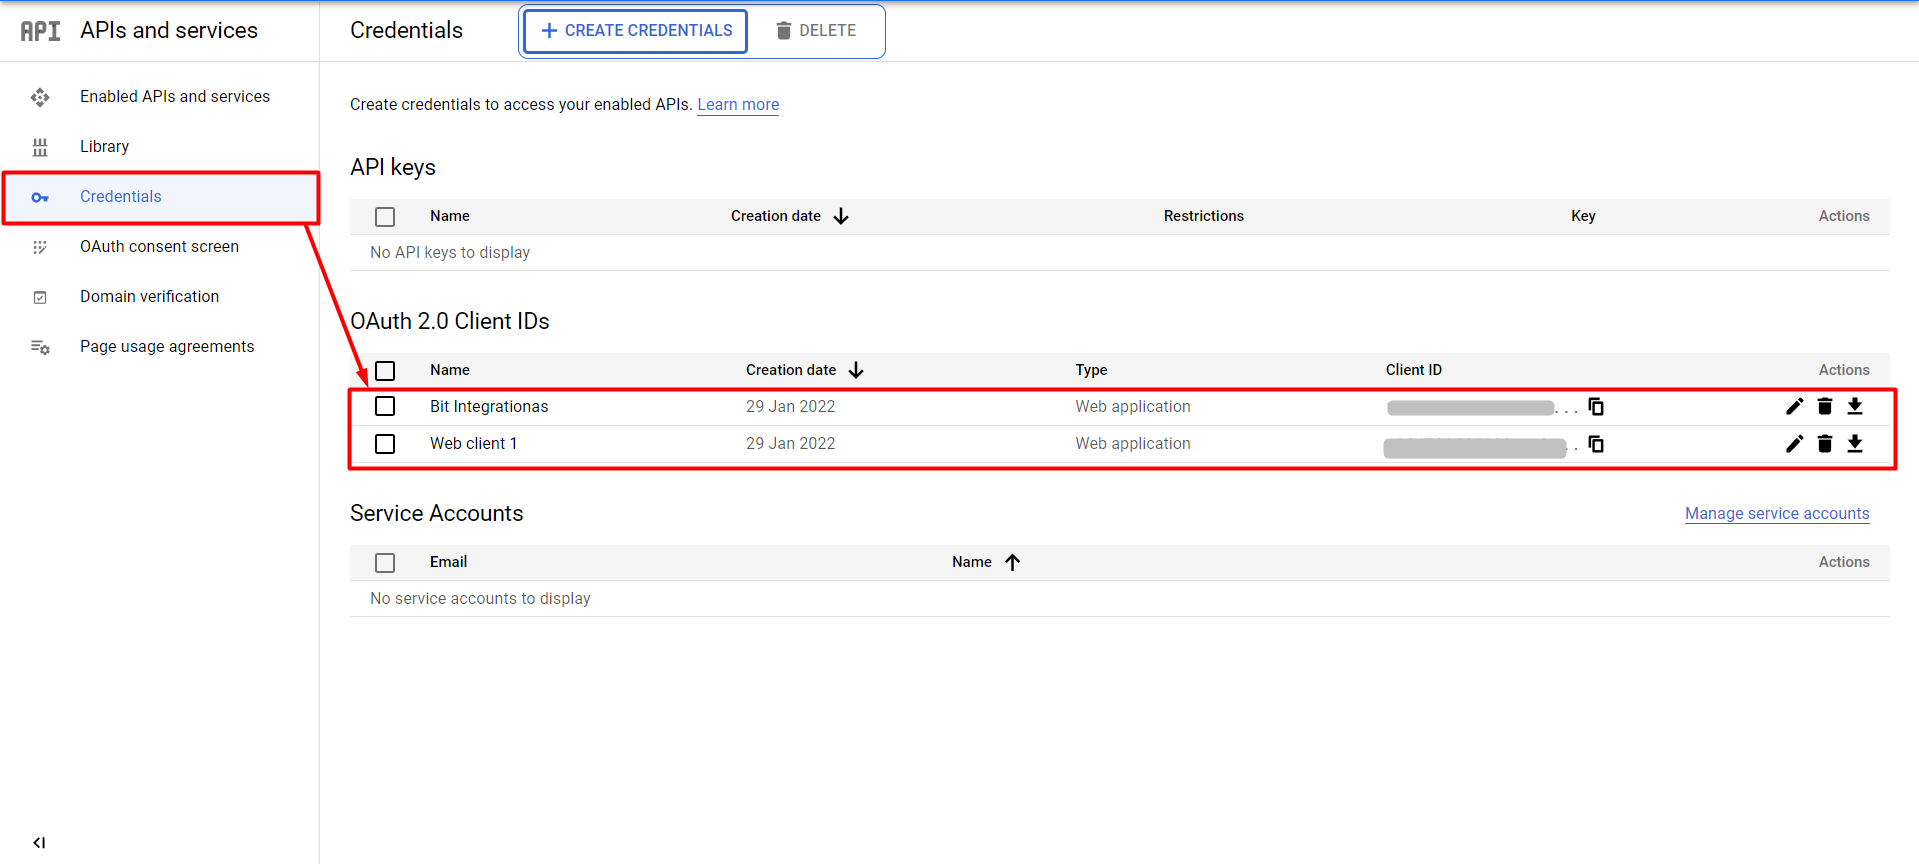 API APIs and services
Credentials
+ CREATE CREDENTIALS
DELETE
Enabled APIs and services
Library
Credentials
OAuth consent screen
Domain verification
Page usage agreements
Create credentials to access your enabled APIs. Learn more
API keys
Name Creation date Restrictions Key Actions
No API keys to display
OAuth 2.0 Client IDs
Name Creation date Type Client ID Actions
Bit Integrationas 29 Jan 2022 Web application ...
Web client 1 29 Jan 2022 Web application ..
Service Accounts Manage service accounts
Email Name Actions
No service accounts to display